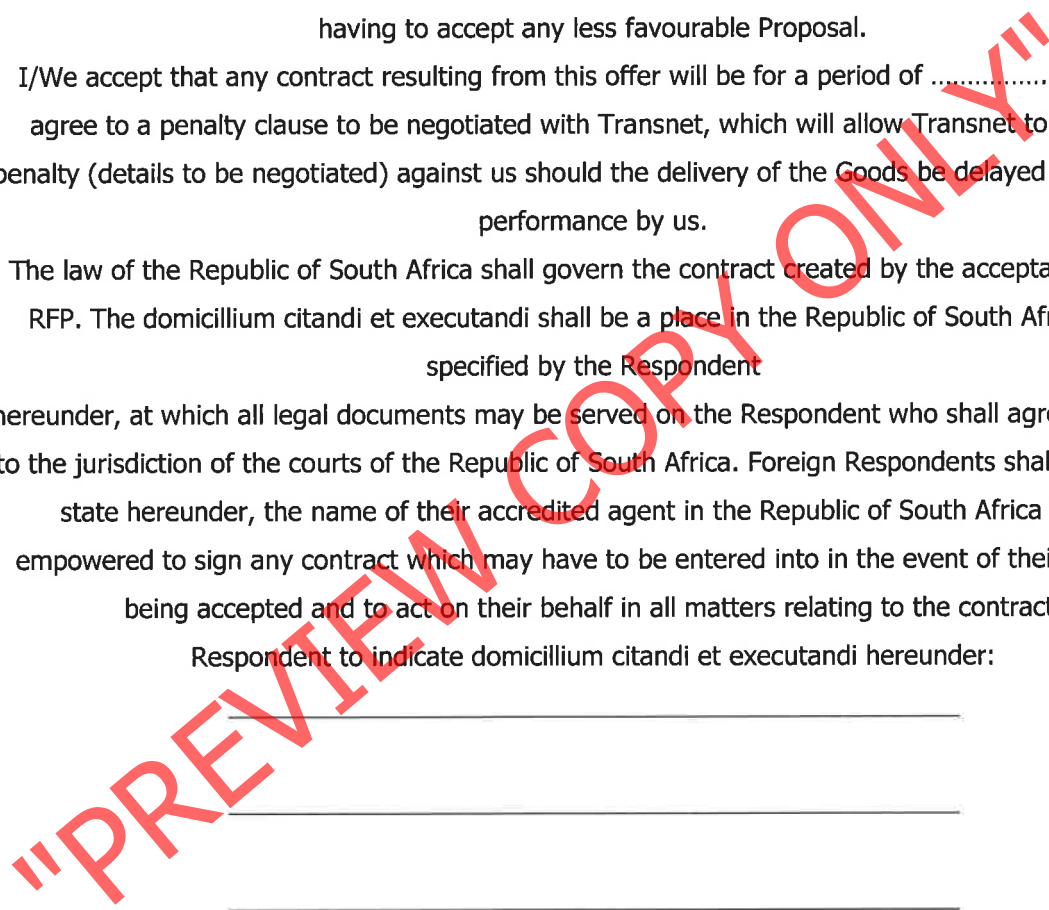 having to accept any less favourable Proposal.
I/We accept that any contract resulting from this offer will be for a period of ................
agree to a penalty clause to be negotiated with Transnet, which will allow Transnet to
penalty (details to be negotiated) against us should the delivery of the Goods be delayed
performance by us.
The law of the Republic of South Africa shall govern the contract created by the accepta
RFP. The domicillium citandi et executandi shall be a place in the Republic of South Afr
specified by the Respondent
hereunder, at which all legal documents may be served on the Respondent who shall agre
to the jurisdiction of the courts of the Republic of South Africa. Foreign Respondents shal
state hereunder, the name of their accredited agent in the Republic of South Africa
empowered to sign any contract which may have to be entered into in the event of thei
being accepted and to act on their behalf in all matters relating to the contract
Respondent to indicate domicillium citandi et executandi hereunder:
"PREVIEW COPY ONLY"